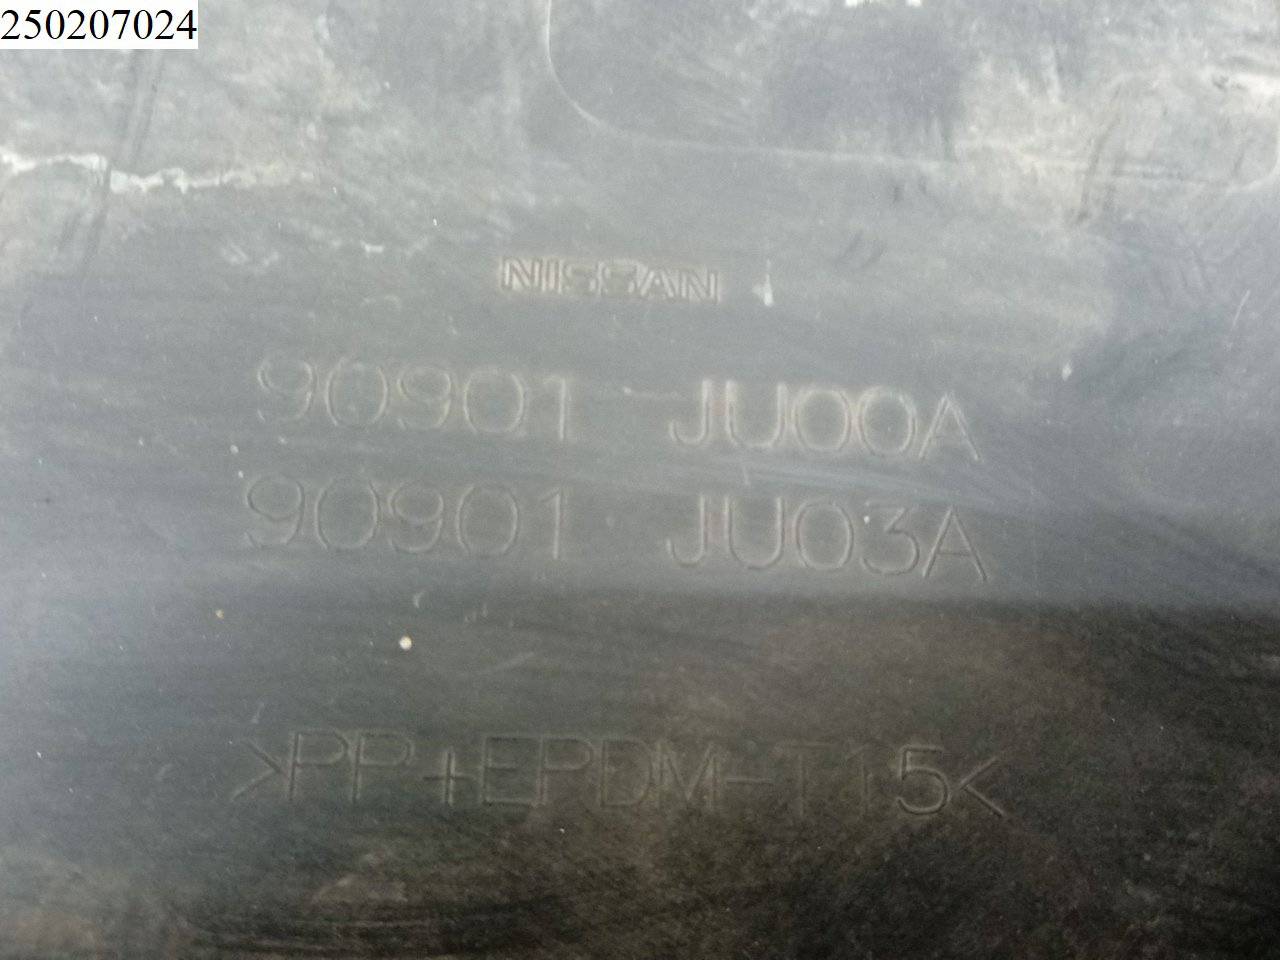 250207024
NISSAN
90901 JU00A
90901 JU03A
>PP+EPDM-T15<